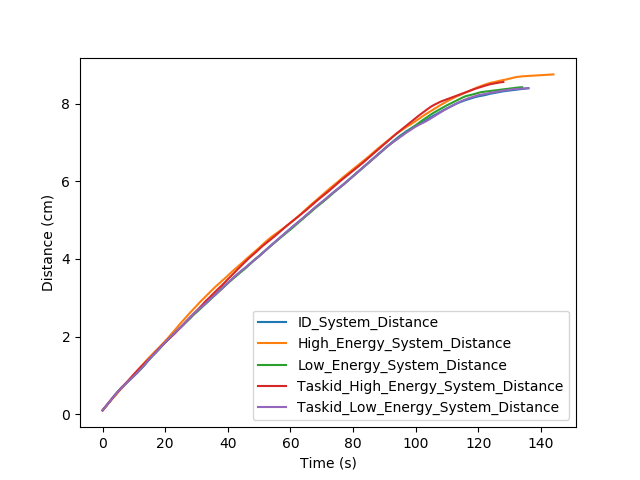 8
6
4
2
0
Distance (cm)
0 20 40 60 80 100 120 140
Time (s)
ID_System_Distance
High_Energy_System_Distance
Low_Energy_System_Distance
Taskid_High_Energy_System_Distance
Taskid_Low_Energy_System_Distance